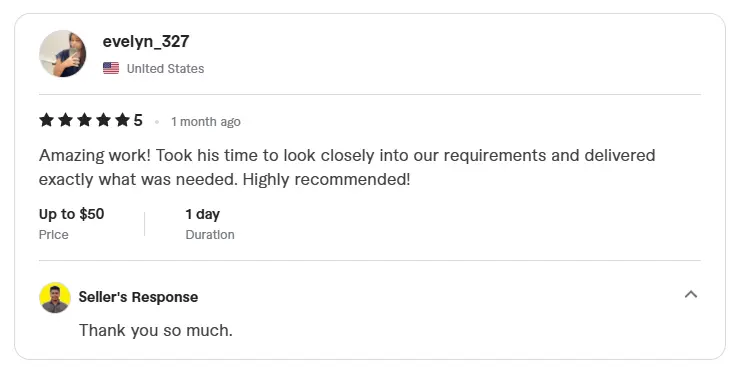 evelyn_327
United States
5 • 1 month ago
Amazing work! Took his time to look closely into our requirements and delivered
exactly what was needed. Highly recommended!
Up to $50 1 day
Price Duration
Seller's Response
Thank you so much.